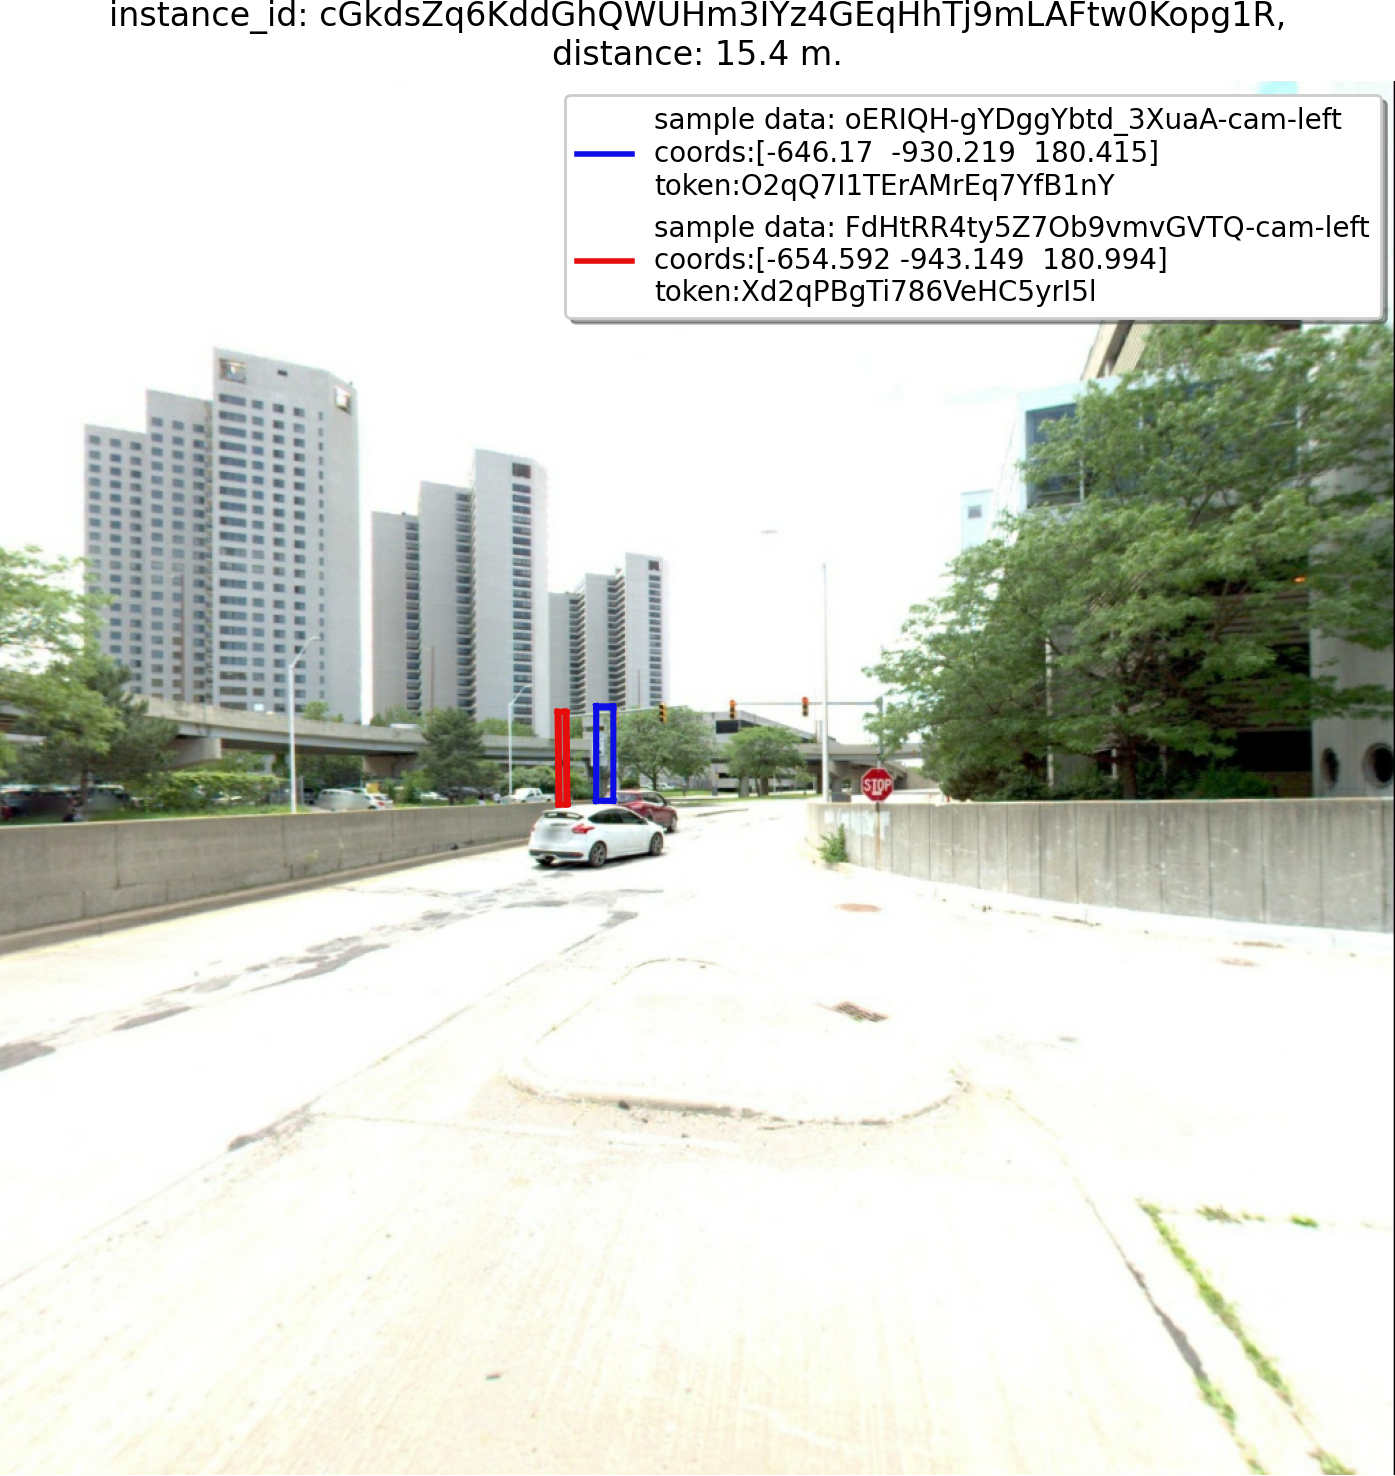 instance_id: cGkdsZq6KddGhQWUHm3IYz4GEqHhTj9mLAFtw0Kopg1R,
distance: 15.4 m.
sample data: oERIQH-gYDggYbtd_3XuaA-cam-left
coords:[-646.17  -930.219  180.415]
token:O2qQ7I1TErAMrEq7YfB1nY
sample data: FdHtRR4ty5Z7Ob9vmvGVTQ-cam-left
coords:[-654.592 -943.149  180.994]
token:Xd2qPBgTi786VeHC5yrI5l
STOP